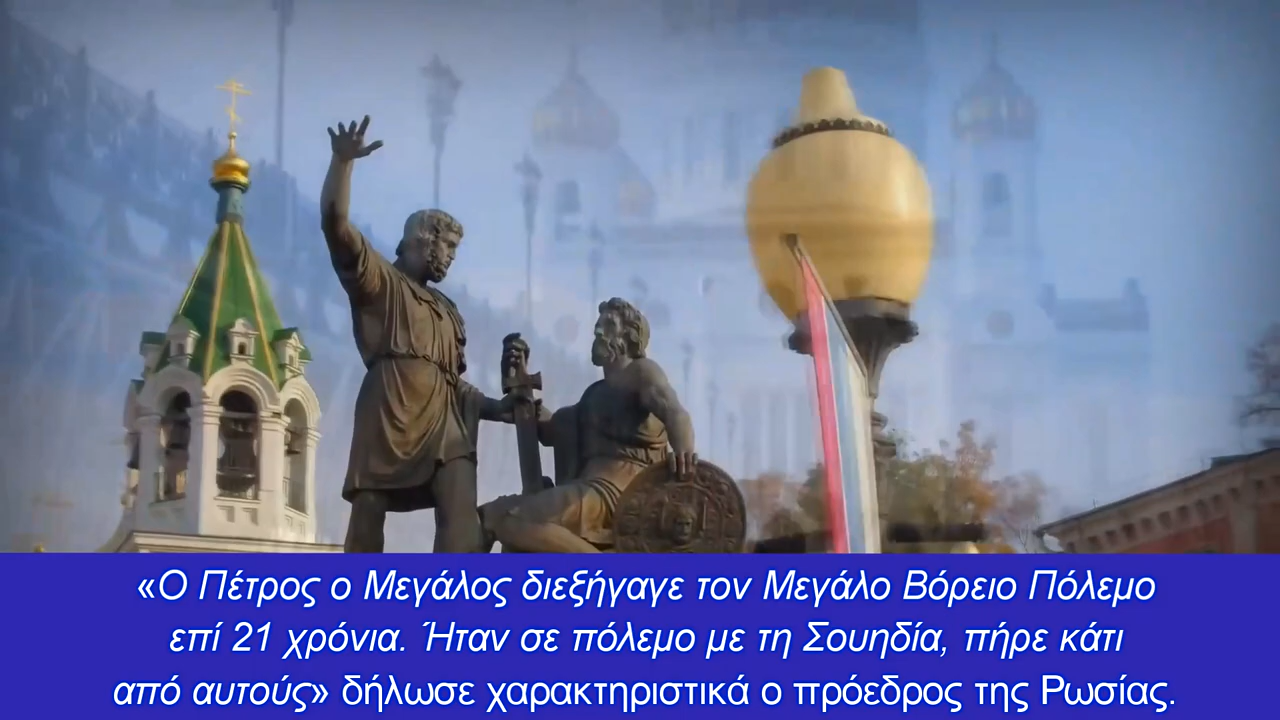 «Ο Πέτρος ο Μεγάλος διεξήγαγε τον Μεγάλο Βόρειο Πόλεμο
επί 21 χρόνια. Ήταν σε πόλεμο με τη Σουηδία, πήρε κάτι
από αυτούς» δήλωσε χαρακτηριστικά ο πρόεδρος της Ρωσίας.